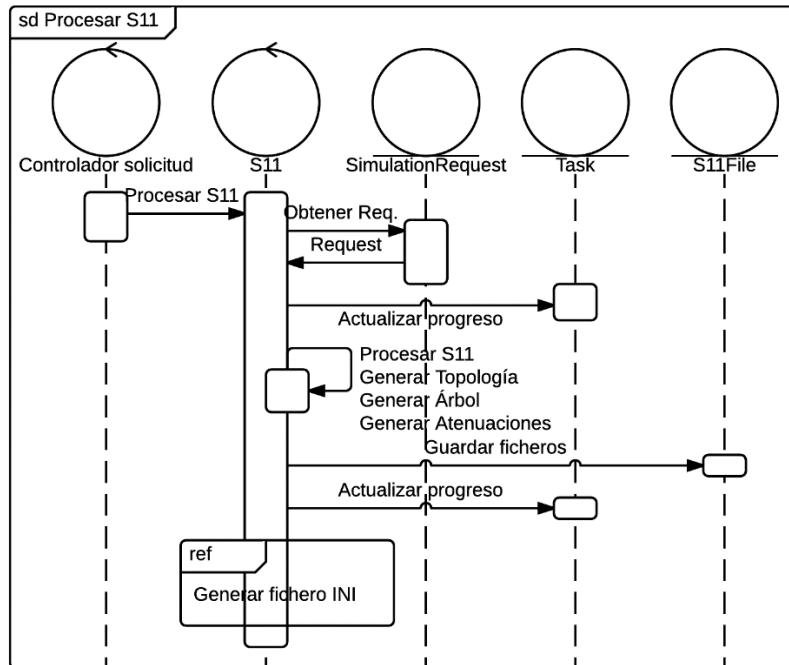 sd Procesar S11
Controlador solicitud
S11
SimulationRequest
Task
S11File
Procesar S11
Obtener Req.
Request
Actualizar progreso
Procesar S11
Generar Topología
Generar Árbol
Generar Atenuaciones
Guardar ficheros
Actualizar progreso
ref
Generar fichero INI